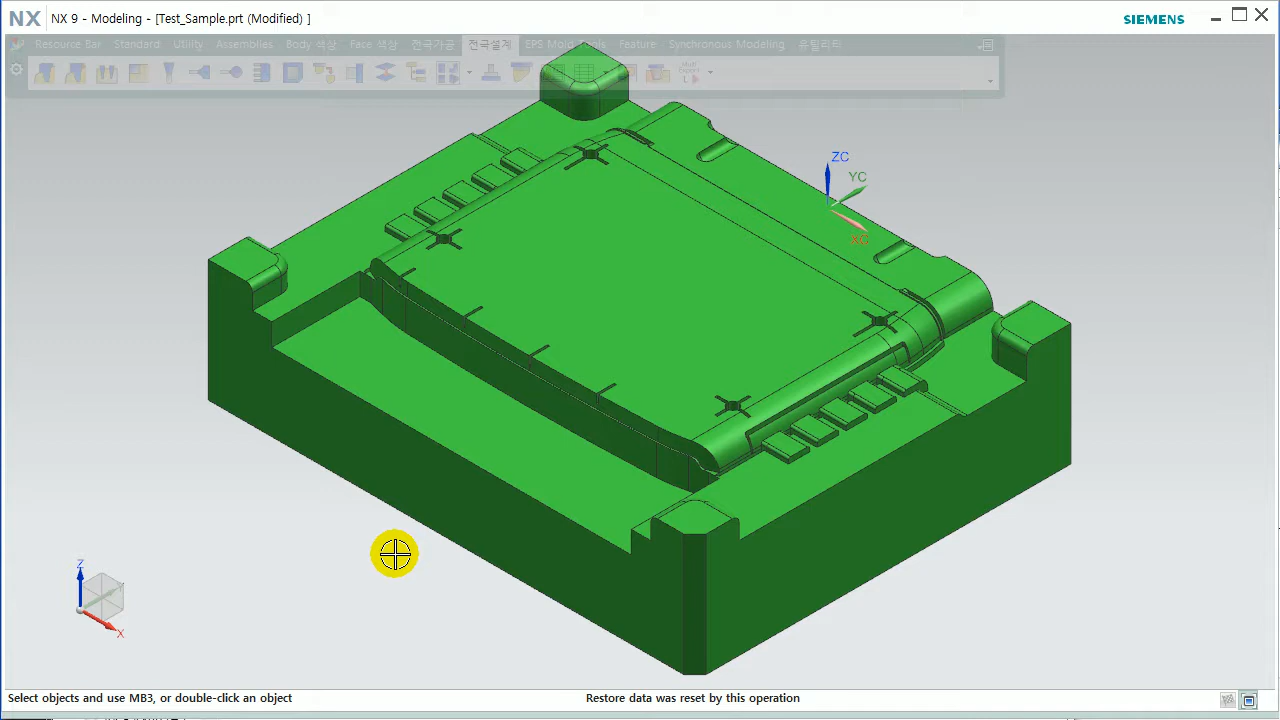 NX NX 9 - Modeling - [Test_Sample.prt (Modified) ]
SIEMENS
Resource Bar Standard Utility Assemblies Body 색상 Face 색상 전극가공 전극설계 EPS Mold Tools Feature Synchronous Modeling 유틸리티
ZC
YC
XC
Z
X
Select objects and use MB3, or double-click an object
Restore data was reset by this operation